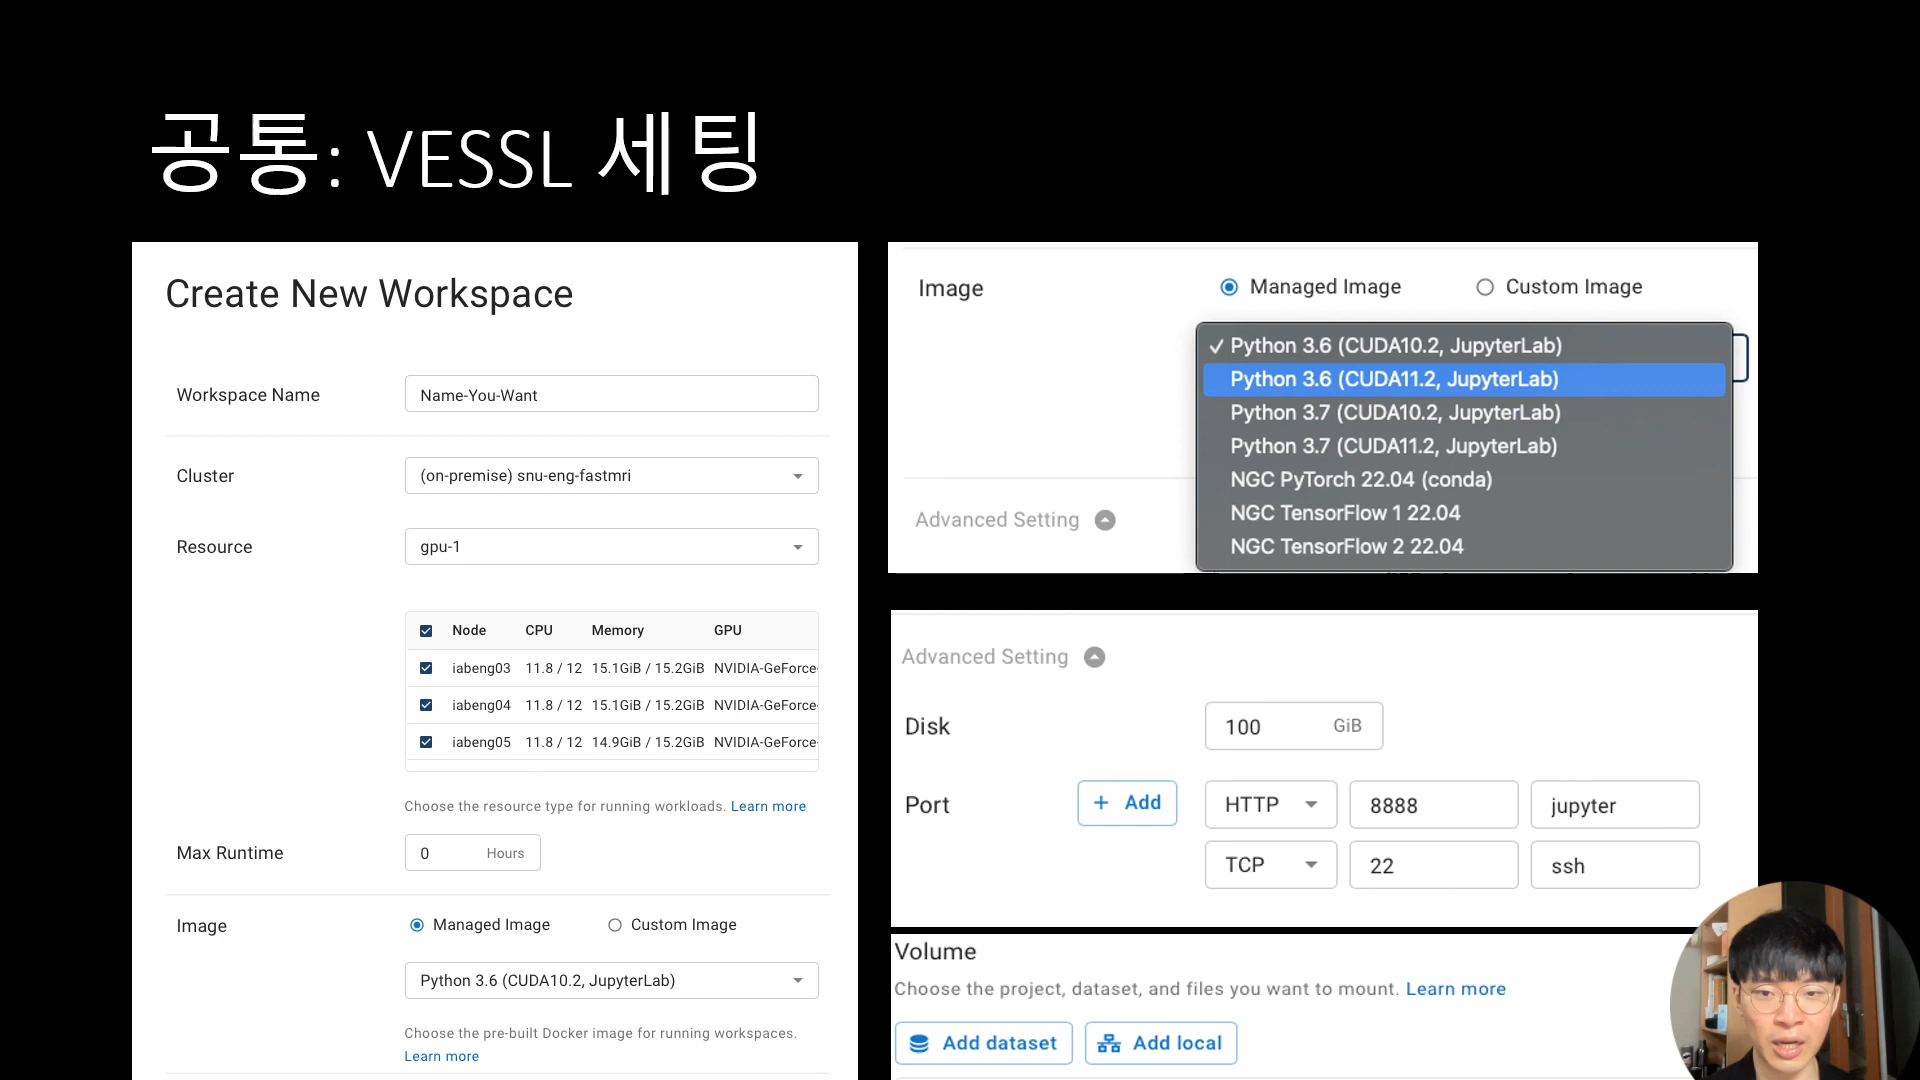 공통: VESSL 세팅
Create New Workspace
Workspace Name
Name-You-Want
Cluster
(on-premise) snu-eng-fastmri
Resource
gpu-1
Node CPU Memory GPU
iabeng03 11.8 / 12 15.1GiB / 15.2GiB NVIDIA-GeForce-
iabeng04 11.8 / 12 15.1GiB / 15.2GiB NVIDIA-GeForce-
iabeng05 11.8 / 12 14.9GiB / 15.2GiB NVIDIA-GeForce-
Choose the resource type for running workloads. Learn more
Max Runtime
0 Hours
Image
Managed Image Custom Image
Python 3.6 (CUDA10.2, JupyterLab)
Choose the pre-built Docker image for running workspaces.
Learn more
Image
Managed Image Custom Image
✓ Python 3.6 (CUDA10.2, JupyterLab)
Python 3.6 (CUDA11.2, JupyterLab)
Python 3.7 (CUDA10.2, JupyterLab)
Python 3.7 (CUDA11.2, JupyterLab)
NGC PyTorch 22.04 (conda)
NGC TensorFlow 1 22.04
NGC TensorFlow 2 22.04
Advanced Setting
Advanced Setting
Disk
100 GiB
Port
+ Add
HTTP 8888 jupyter
TCP 22 ssh
Volume
Choose the project, dataset, and files you want to mount. Learn more
Add dataset Add local